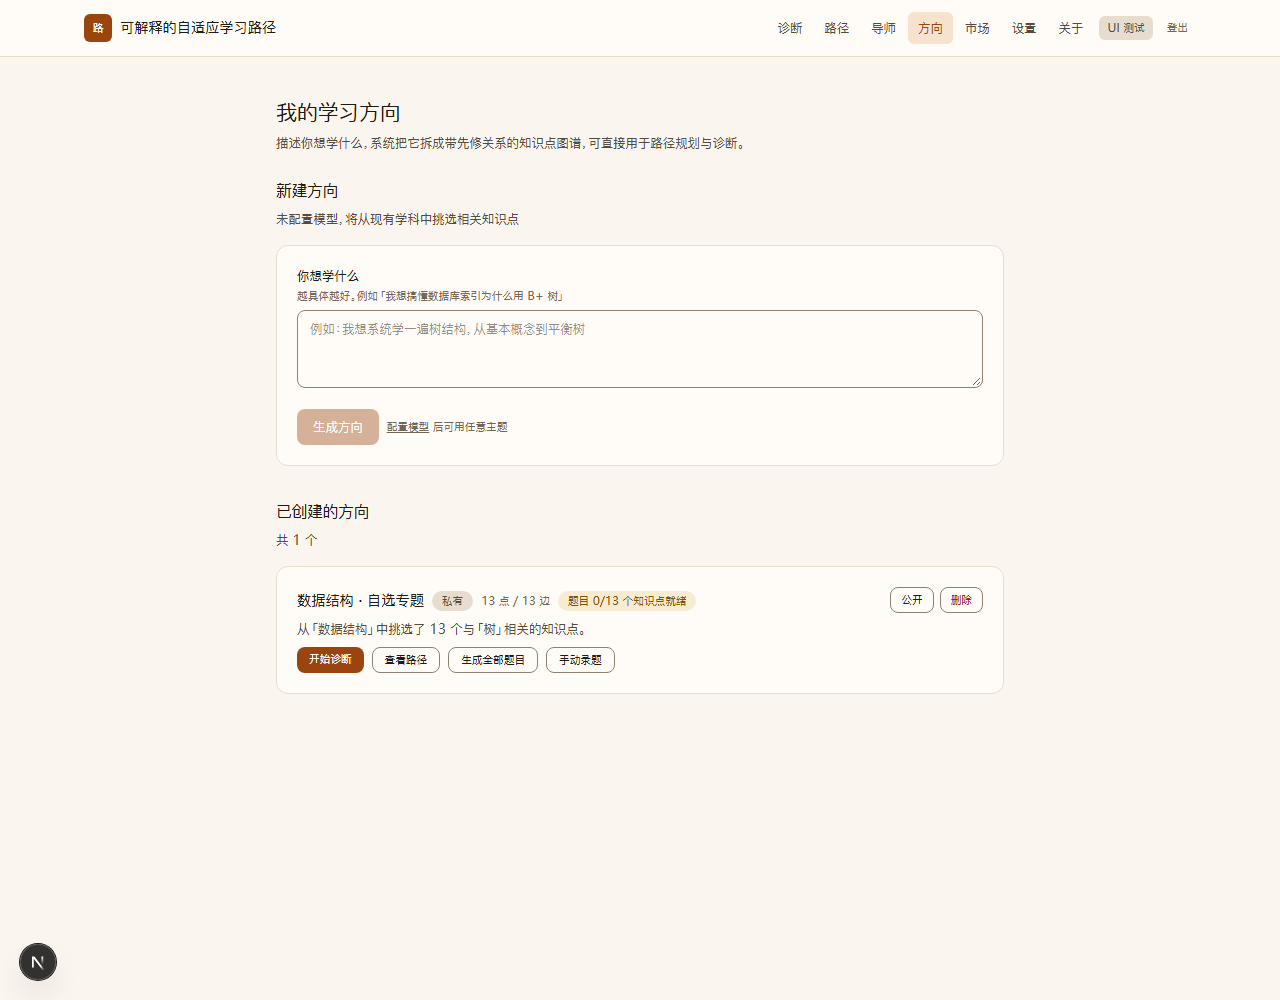 路 可解释的自适应学习路径 诊断 路径 导师 方向 市场 设置 关于 UI 测试 登出
我的学习方向
描述你想学什么，系统把它拆成带先修关系的知识点图谱，可直接用于路径规划与诊断。
新建方向
未配置模型，将从现有学科中挑选相关知识点
你想学什么
越具体越好。例如「我想搞懂数据库索引为什么用 B+ 树」
例如：我想系统学一遍树结构，从基本概念到平衡树
生成方向 配置模型 后可用任意主题
已创建的方向
共 1 个
数据结构 · 自选专题 私有 13 点 / 13 边 题目 0/13 个知识点就绪 公开 删除
从「数据结构」中挑选了 13 个与「树」相关的知识点。
开始诊断 查看路径 生成全部题目 手动录题
N